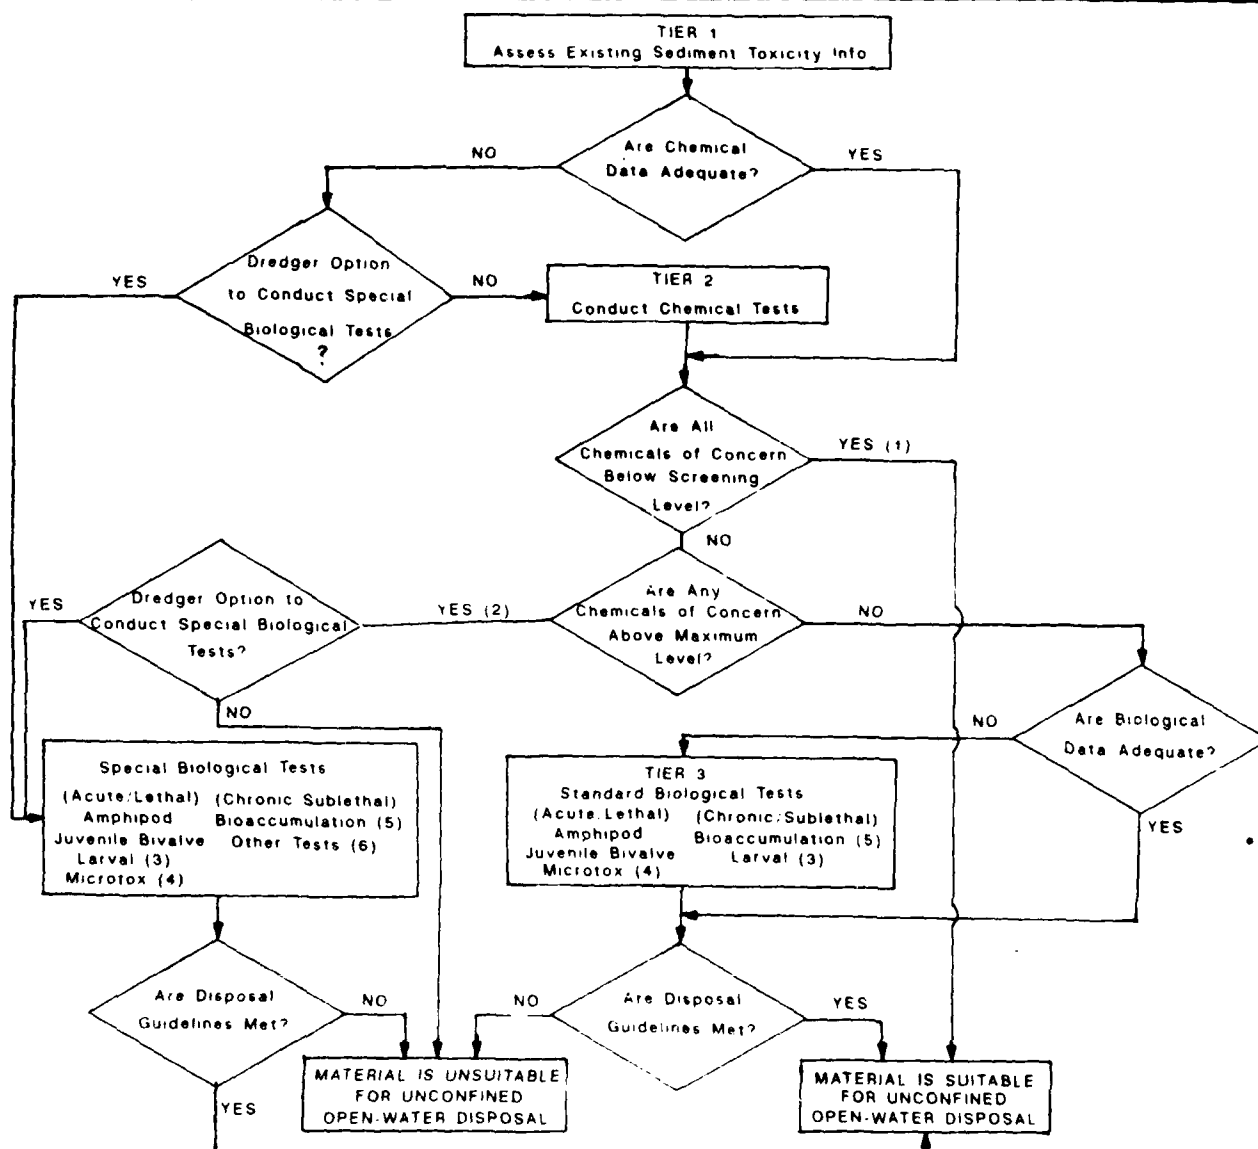 TIER 1
Assess Existing Sediment Toxicity Info
Are Chemical
Data Adequate?
NO
YES
Dredger Option
to Conduct Special
Biological Tests
?
YES
NO
TIER 2
Conduct Chemical Tests
Are All
Chemicals of Concern
Below Screening
Level?
YES (1)
NO
Are Any
Chemicals of Concern
Above Maximum
Level?
YES (2)
NO
Dredger Option to
Conduct Special Biological
Tests?
YES
NO
Are Biological
Data Adequate?
NO
YES
Special Biological Tests
(Acute/Lethal) (Chronic Sublethal)
Amphipod Bioaccumulation (5)
Juvenile Bivalve Other Tests (6)
Larval (3)
Microtox (4)
TIER 3
Standard Biological Tests
(Acute/Lethal) (Chronic/Sublethal)
Amphipod Bioaccumulation (5)
Juvenile Bivalve Larval (3)
Microtox (4)
Are Disposal
Guidelines Met?
NO
YES
Are Disposal
Guidelines Met?
NO
YES
MATERIAL IS UNSUITABLE
FOR UNCONFINED
OPEN-WATER DISPOSAL
MATERIAL IS SUITABLE
FOR UNCONFINED
OPEN-WATER DISPOSAL